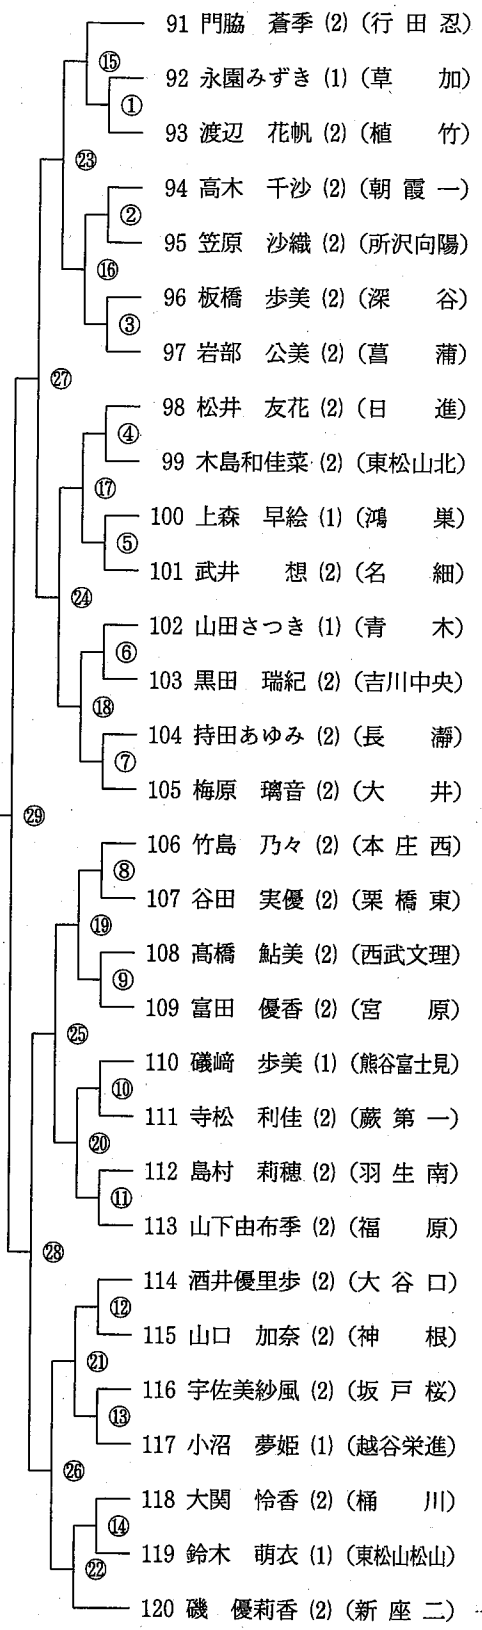 91 門脇 蒼季 (2) (行田忍)
⑮
92 永園みずき (1) (草加)
①
93 渡辺 花帆 (2) (植竹)
㉓
94 高木 千沙 (2) (朝霞一)
②
95 笠原 沙織 (2) (所沢向陽)
⑯
96 板橋 歩美 (2) (深谷)
③
97 岩部 公美 (2) (菖蒲)
㉗
98 松井 友花 (2) (日進)
④
99 木島和佳菜 (2) (東松山北)
⑰
100 上森 早絵 (1) (鴻巣)
⑤
101 武井 想 (2) (名細)
㉔
102 山田さつき (1) (青木)
⑥
103 黒田 瑞紀 (2) (吉川中央)
⑱
104 持田あゆみ (2) (長瀞)
⑦
105 梅原 璃音 (2) (大井)
㉙
106 竹島 乃々 (2) (本庄西)
⑧
107 谷田 実優 (2) (栗橋東)
⑲
108 髙橋 鮎美 (2) (西武文理)
⑨
109 富田 優香 (2) (宮原)
㉕
110 礒﨑 歩美 (1) (熊谷富士見)
⑩
111 寺松 利佳 (2) (蕨第一)
⑳
112 島村 莉穂 (2) (羽生南)
⑪
113 山下由布季 (2) (福原)
㉘
114 酒井優里歩 (2) (大谷口)
⑫
115 山口 加奈 (2) (神根)
㉑
116 宇佐美紗風 (2) (坂戸桜)
⑬
117 小沼 夢姫 (1) (越谷栄進)
㉖
118 大関 怜香 (2) (桶川)
⑭
119 鈴木 萌衣 (1) (東松山松山)
㉒
120 磯 優莉香 (2) (新座二)